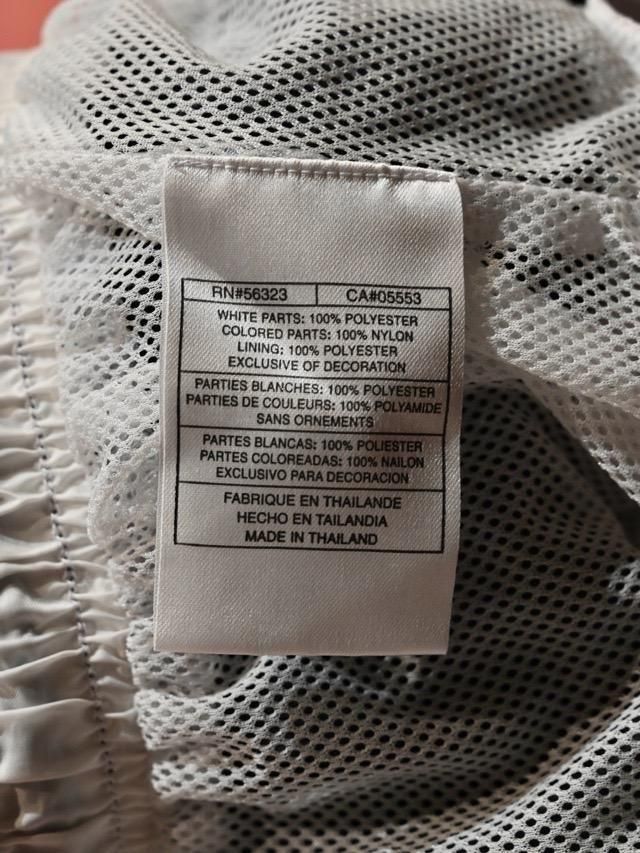 RN#56323 CA#05553
WHITE PARTS: 100% POLYESTER
COLORED PARTS: 100% NYLON
LINING: 100% POLYESTER
EXCLUSIVE OF DECORATION
PARTIES BLANCHES: 100% POLYESTER
PARTIES DE COULEURS: 100% POLYAMIDE
SANS ORNEMENTS
PARTES BLANCAS: 100% POLIESTER
PARTES COLOREADAS: 100% NAILON
EXCLUSIVO PARA DECORACION
FABRIQUE EN THAILANDE
HECHO EN TAILANDIA
MADE IN THAILAND